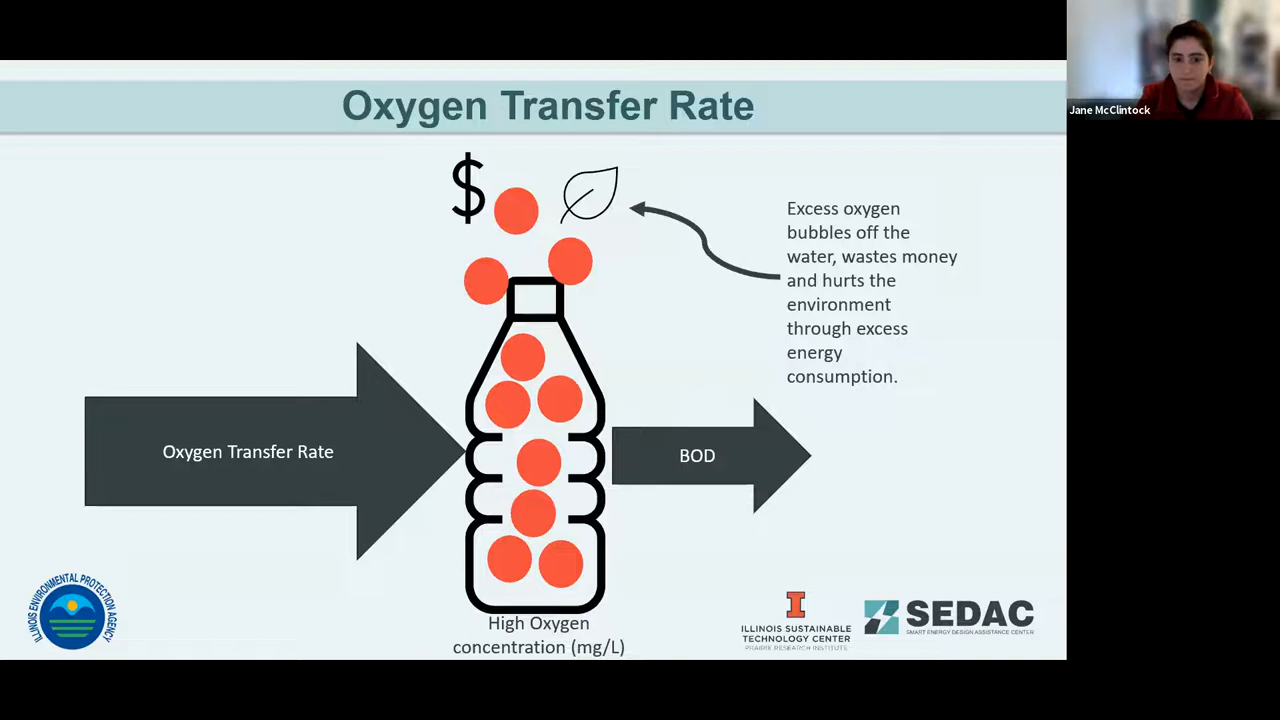 Oxygen Transfer Rate
Jane McClintock
$
Excess oxygen
bubbles off the
water, wastes money
and hurts the
environment
through excess
energy
consumption.
Oxygen Transfer Rate
BOD
High Oxygen
concentration (mg/L)
ILLINOIS ENVIRONMENTAL PROTECTION AGENCY
I
ILLINOIS SUSTAINABLE
TECHNOLOGY CENTER
PRAIRIE RESEARCH INSTITUTE
SEDAC
SMART ENERGY DESIGN ASSISTANCE CENTER